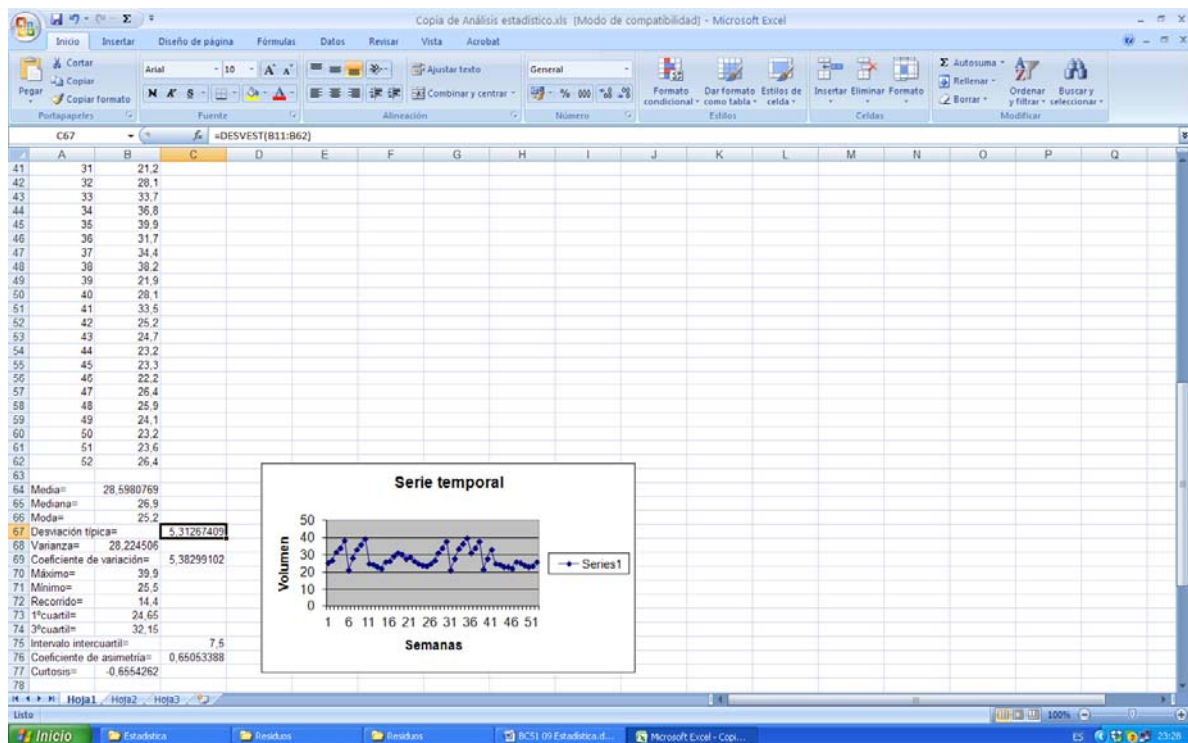 Copia de Análisis estadístico.xls [Modo de compatibilidad] - Microsoft Excel
Inicio Insertar Diseño de página Fórmulas Datos Revisar Vista Acrobat
Pegar
Cortar
Copiar
Copiar formato
Portapapeles
Arial 10
N K S
Fuente
Ajustar texto
Combinar y centrar
Alineación
General
% 000
Número
Formato condicional
Dar formato como tabla
Estilos de celda
Estilos
Insertar Eliminar Formato
Celdas
Σ Autosuma
Rellenar
Borrar
Ordenar y filtrar
Buscar y seleccionar
Modificar
C67 fx =DESVEST(B11:B62)
A B C D E F G H I J K L M N O P Q
41 31 21,2
42 32 28,1
43 33 33,7
44 34 36,8
45 35 39,9
46 36 31,7
47 37 34,4
48 38 38,2
49 39 21,9
50 40 28,1
51 41 33,5
52 42 25,2
53 43 24,7
54 44 23,2
55 45 23,3
56 46 22,2
57 47 26,4
58 48 25,9
59 49 24,1
60 50 23,2
61 51 23,6
62 52 26,4
63
64 Media= 28,5980769
65 Mediana= 26,9
66 Moda= 25,2
67 Desviación típica= 5,31267409
68 Varianza= 28,224506
69 Coeficiente de variación= 5,38299102
70 Máximo= 39,9
71 Mínimo= 25,5
72 Recorrido= 14,4
73 1ºcuartil= 24,65
74 3ºcuartil= 32,15
75 Intervalo intercuartil= 7,5
76 Coeficiente de asimetría= 0,65053388
77 Curtosis= -0,6554262
78
Serie temporal
Volumen
50
40
30
20
10
0
1 6 11 16 21 26 31 36 41 46 51
Semanas
Series1
Hoja1 Hoja2 Hoja3
Listo
100%
Inicio
Estadística
Residuos
Residuos
BC51 09 Estadística.d...
Microsoft Excel - Copi...
ES
23:28